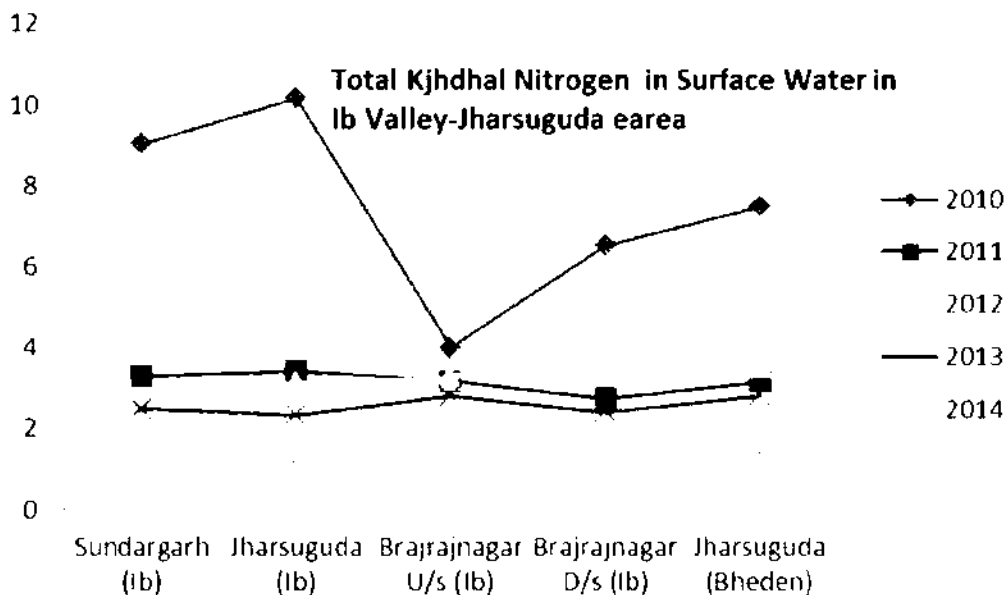 12
Total Kjhdhal Nitrogen in Surface Water in
Ib Valley-Jharsuguda earea
10
8
6
4
2
0
2010
2011
2012
2013
2014
Sundargarh
(Ib)
Jharsuguda
(Ib)
Brajrajnagar
U/s (Ib)
Brajrajnagar
D/s (Ib)
Jharsuguda
(Bheden)